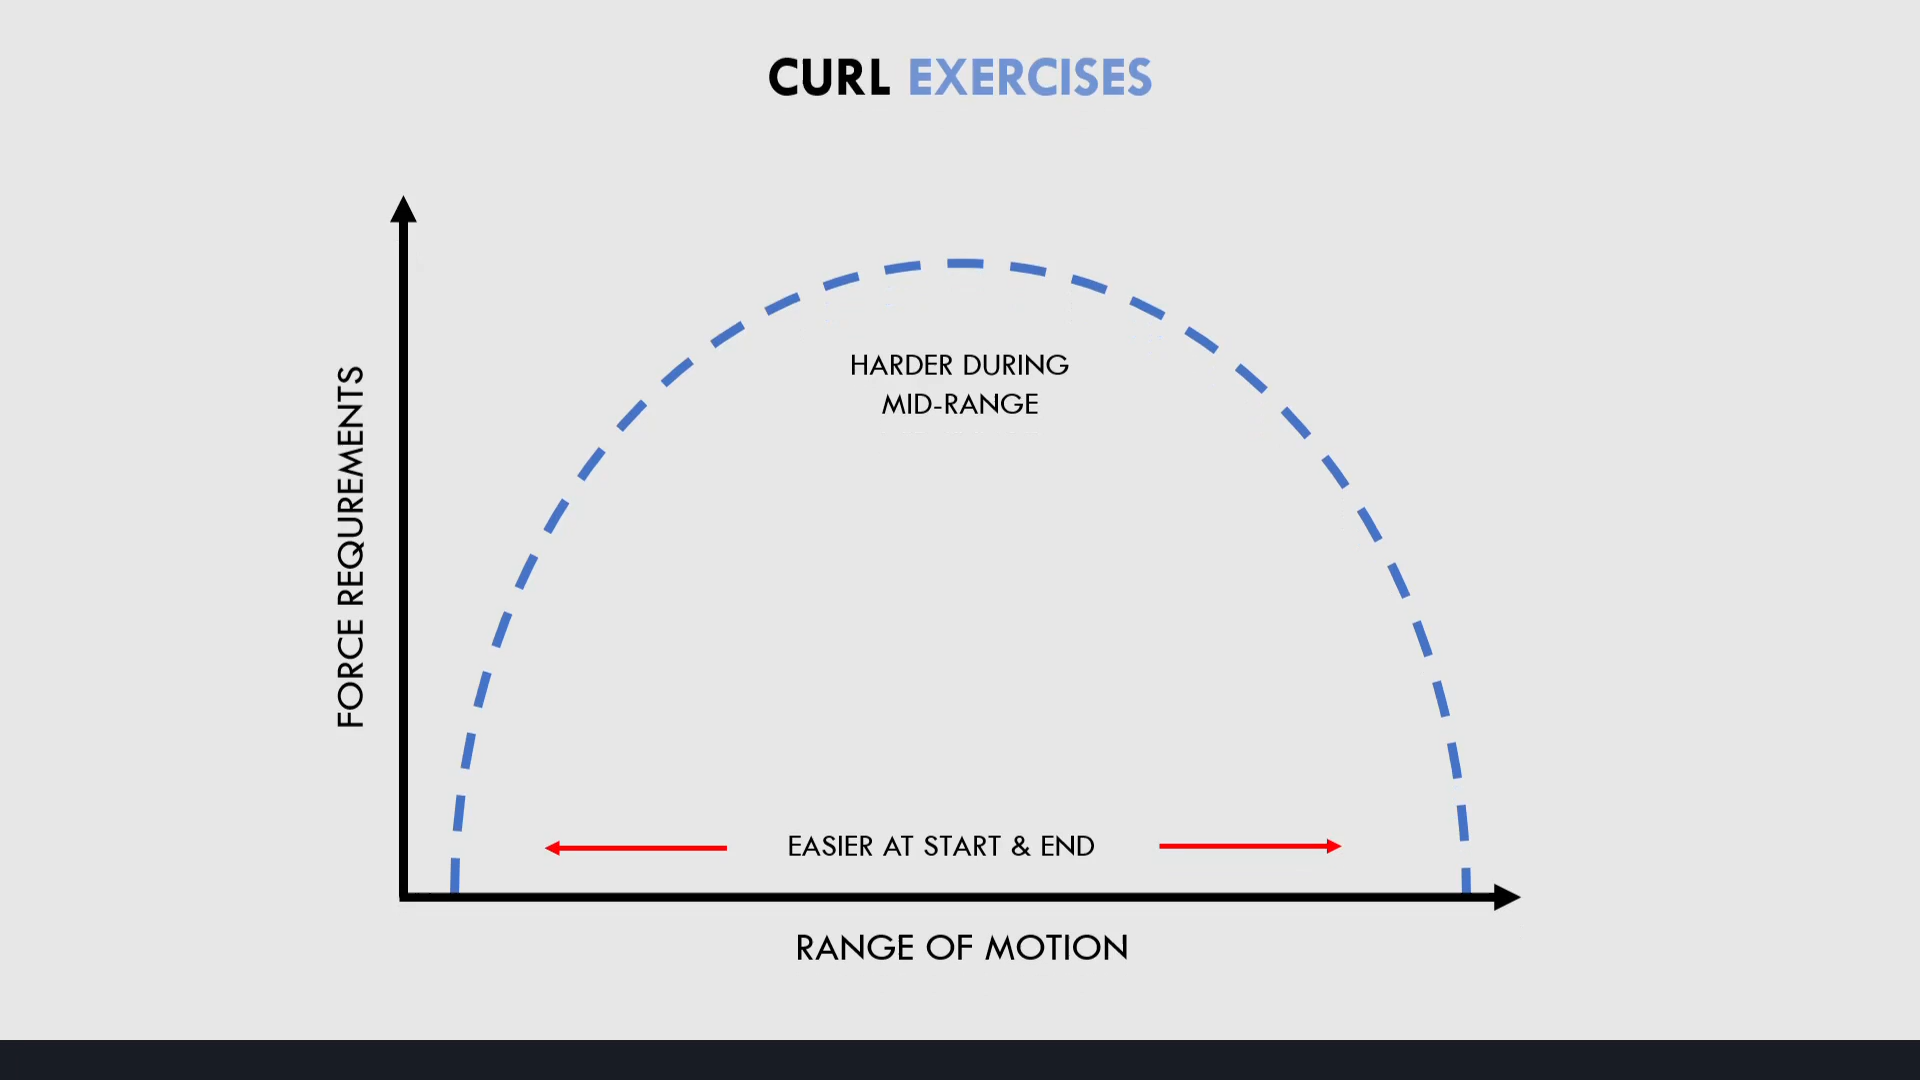 CURL EXERCISES
FORCE REQUREMENTS
HARDER DURING
MID-RANGE
EASIER AT START & END
RANGE OF MOTION